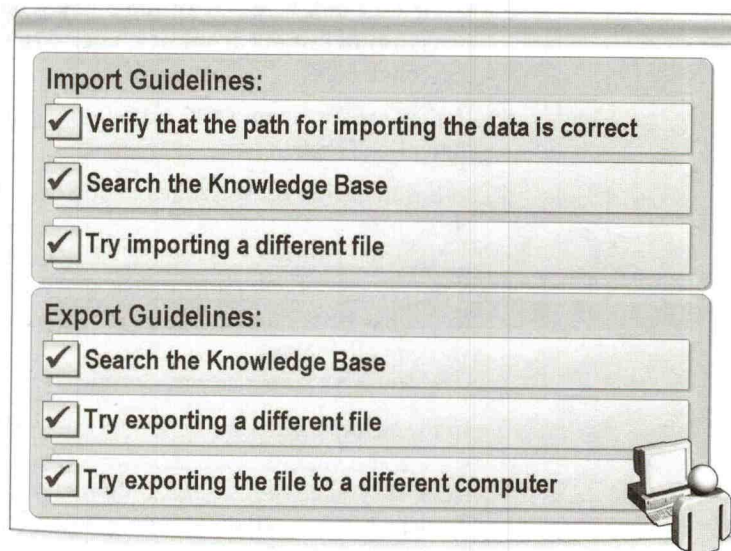 Import Guidelines:
Verify that the path for importing the data is correct
Search the Knowledge Base
Try importing a different file
Export Guidelines:
Search the Knowledge Base
Try exporting a different file
Try exporting the file to a different computer